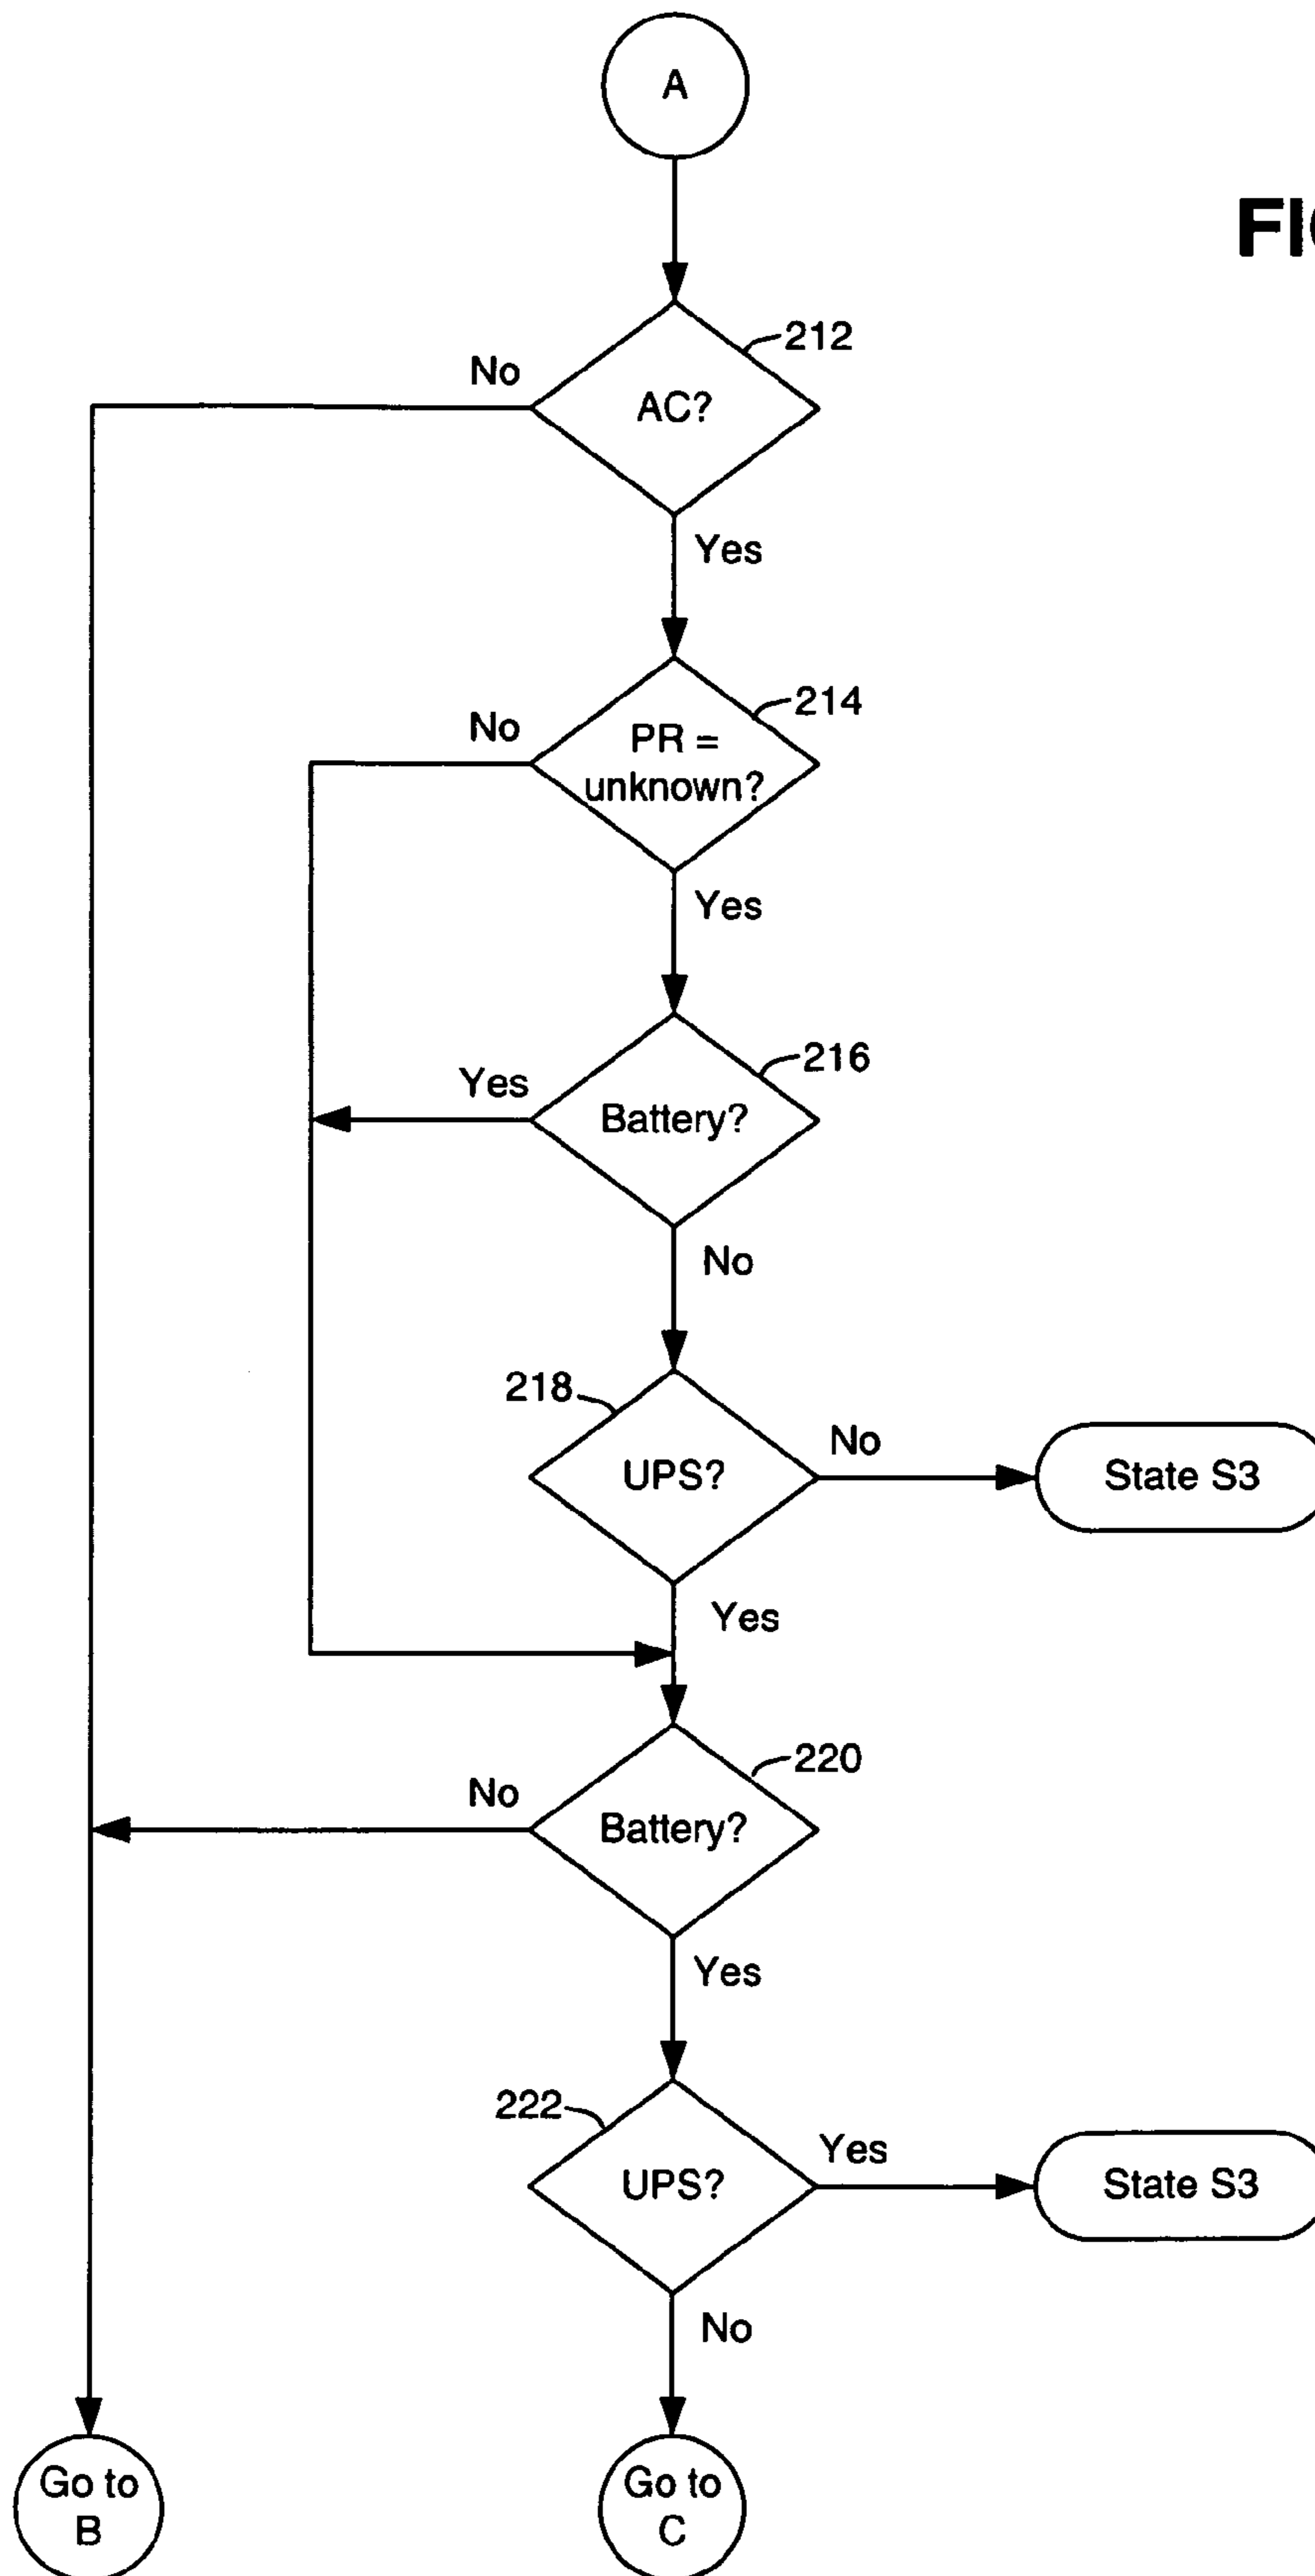 A
FI
212
No
AC?
Yes
214
No
PR =
unknown?
Yes
216
Yes
Battery?
No
218
No
UPS?
State S3
Yes
220
No
Battery?
Yes
222
Yes
UPS?
State S3
No
Go to
B
Go to
C